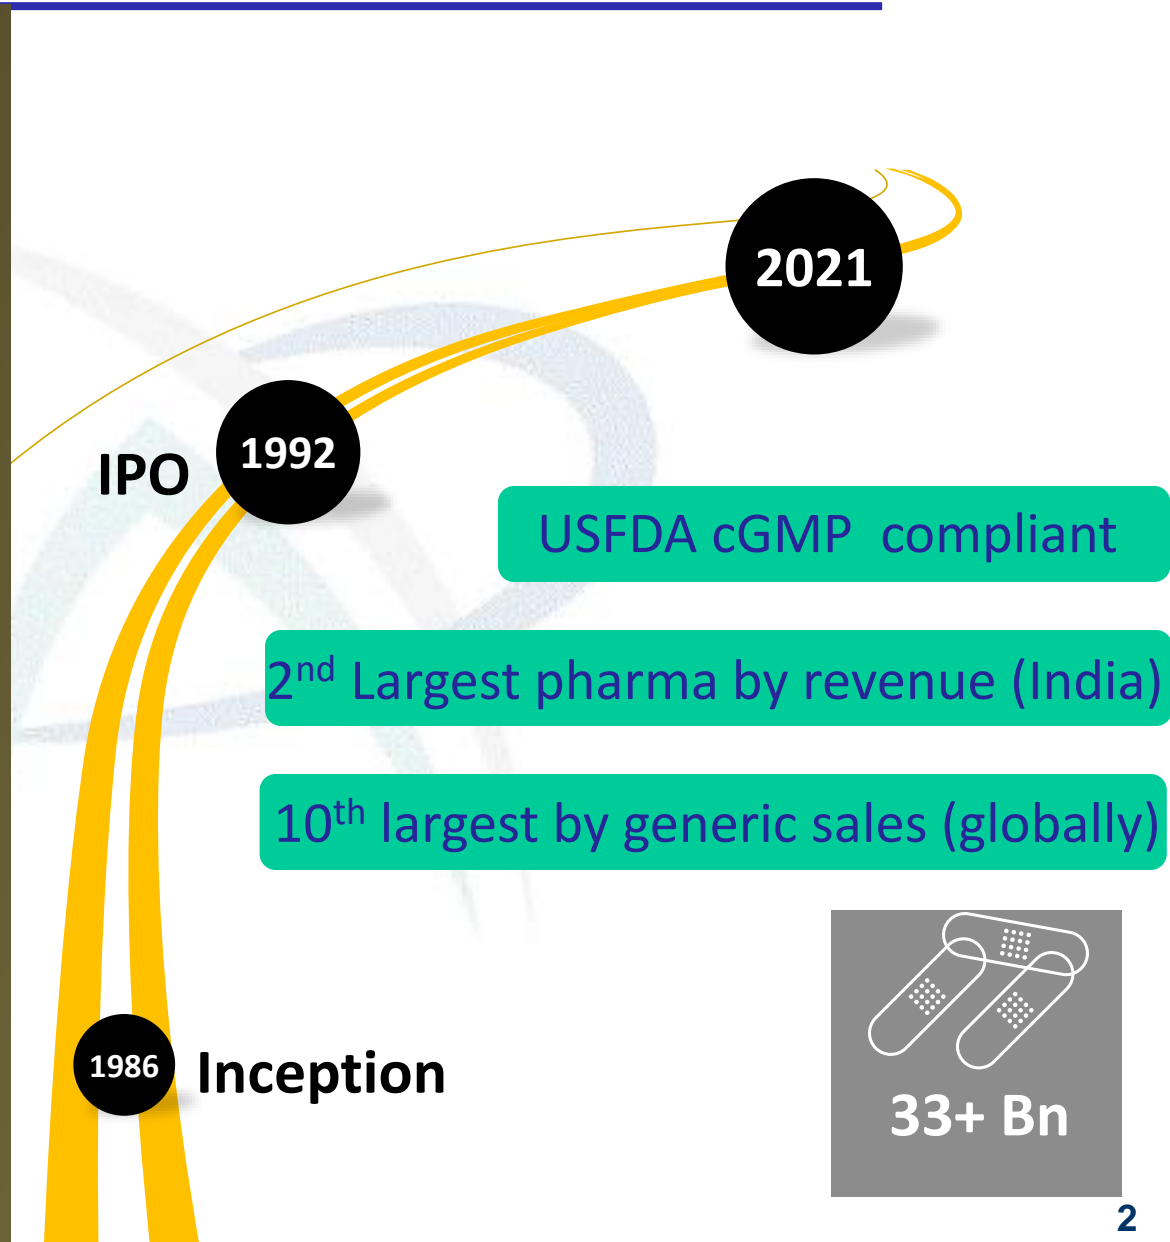 2021
1992
IPO
USFDA cGMP  compliant
2nd Largest pharma by revenue (India)
10th largest by generic sales (globally)
1986
Inception
33+ Bn
2